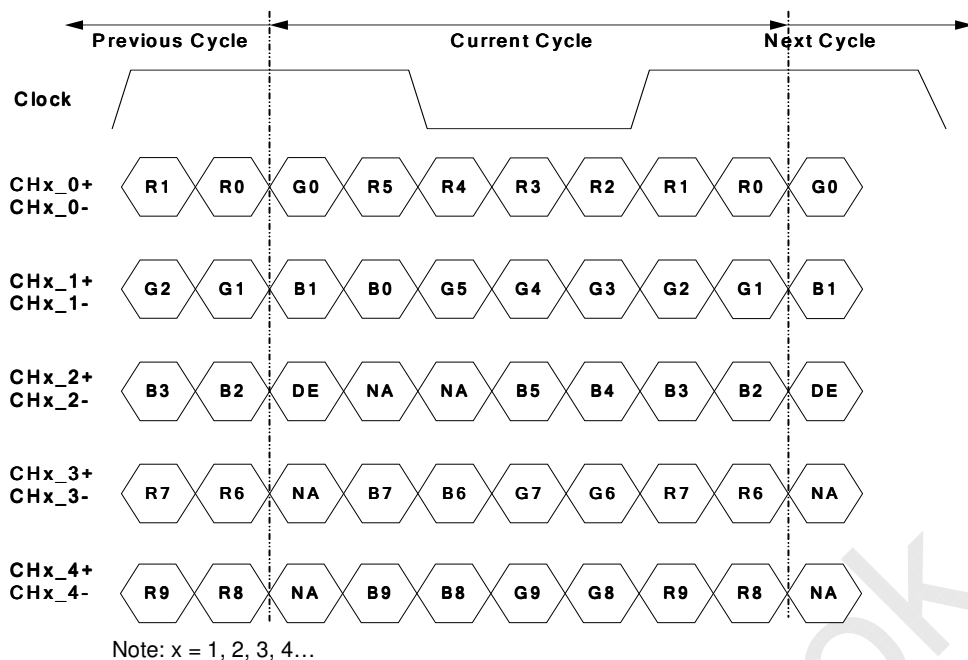 Previous Cycle Current Cycle Next Cycle
Clock
CHx_0+ R1 R0 G0 R5 R4 R3 R2 R1 R0 G0
CHx_0-
CHx_1+ G2 G1 B1 B0 G5 G4 G3 G2 G1 B1
CHx_1-
CHx_2+ B3 B2 DE NA NA B5 B4 B3 B2 DE
CHx_2-
CHx_3+ R7 R6 NA B7 B6 G7 G6 R7 R6 NA
CHx_3-
CHx_4+ R9 R8 NA B9 B8 G9 G8 R9 R8 NA
CHx_4-
Note: x = 1, 2, 3, 4…